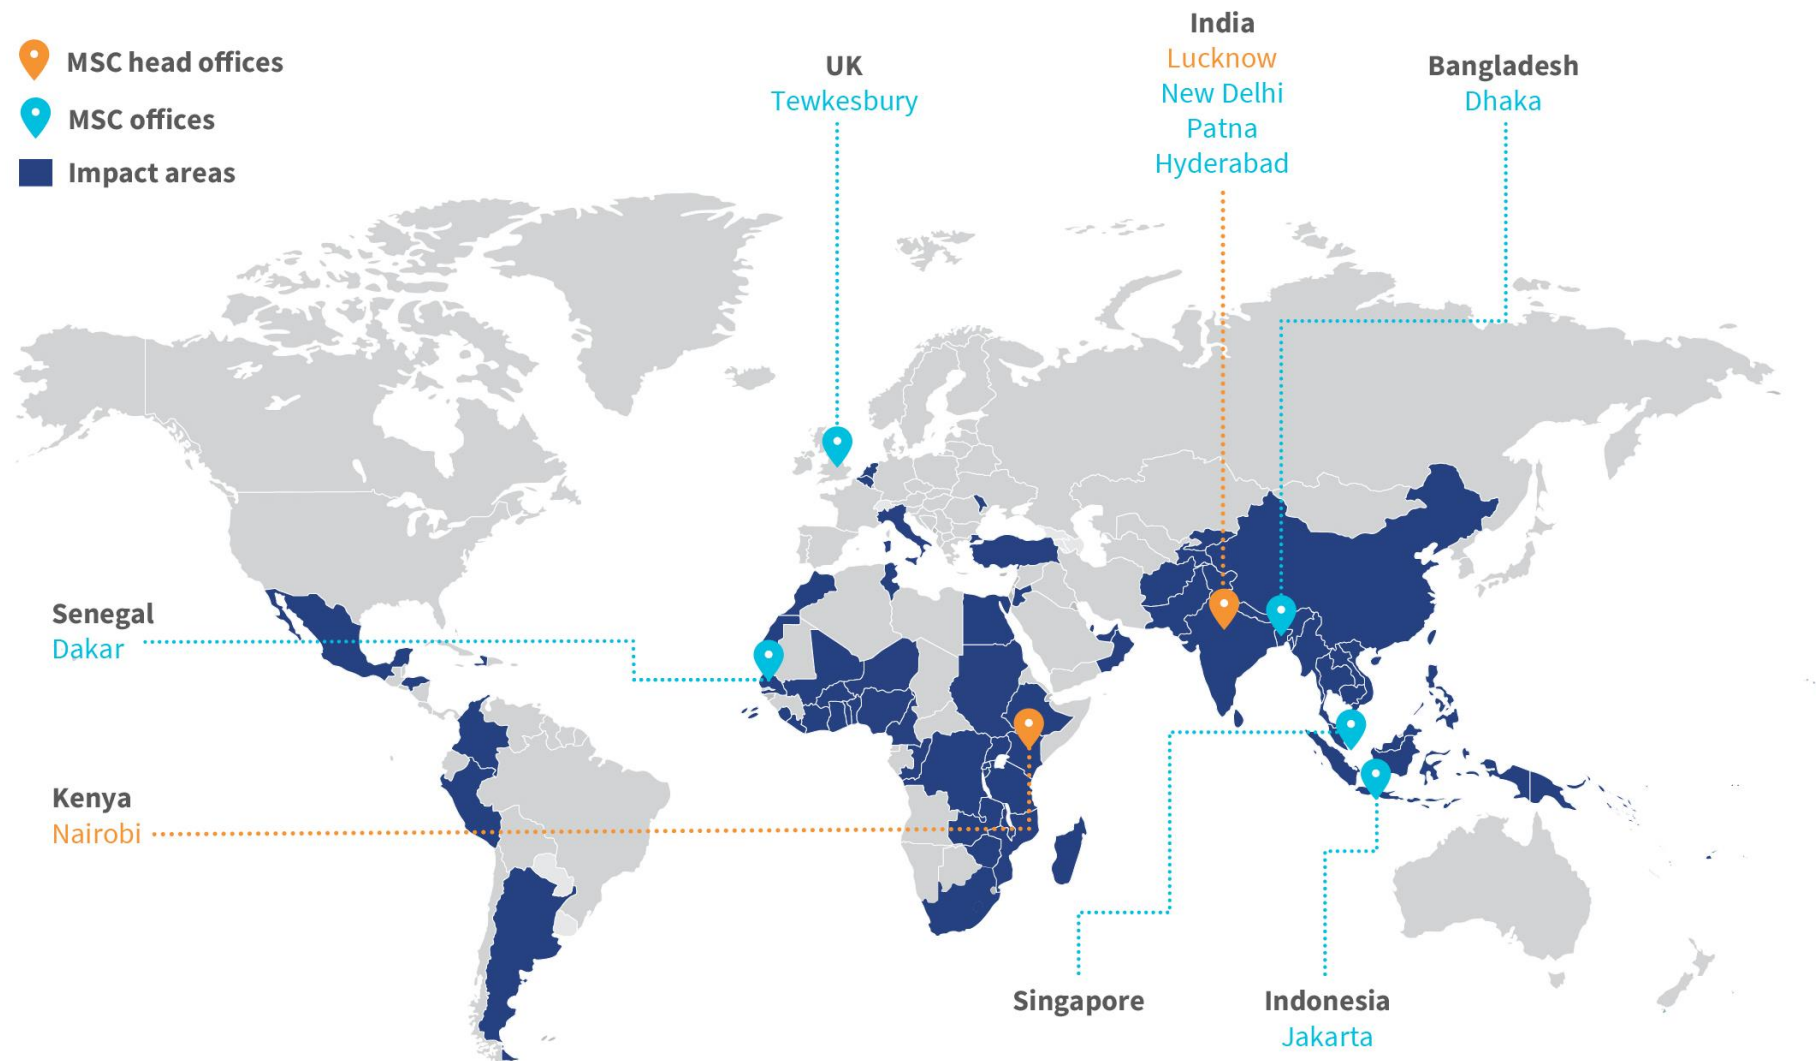 MSC head offices
MSC offices
Impact areas
UK
Tewkesbury
India
Lucknow
New Delhi
Patna
Hyderabad
Bangladesh
Dhaka
Senegal
Dakar
Kenya
Nairobi
Singapore
Indonesia
Jakarta